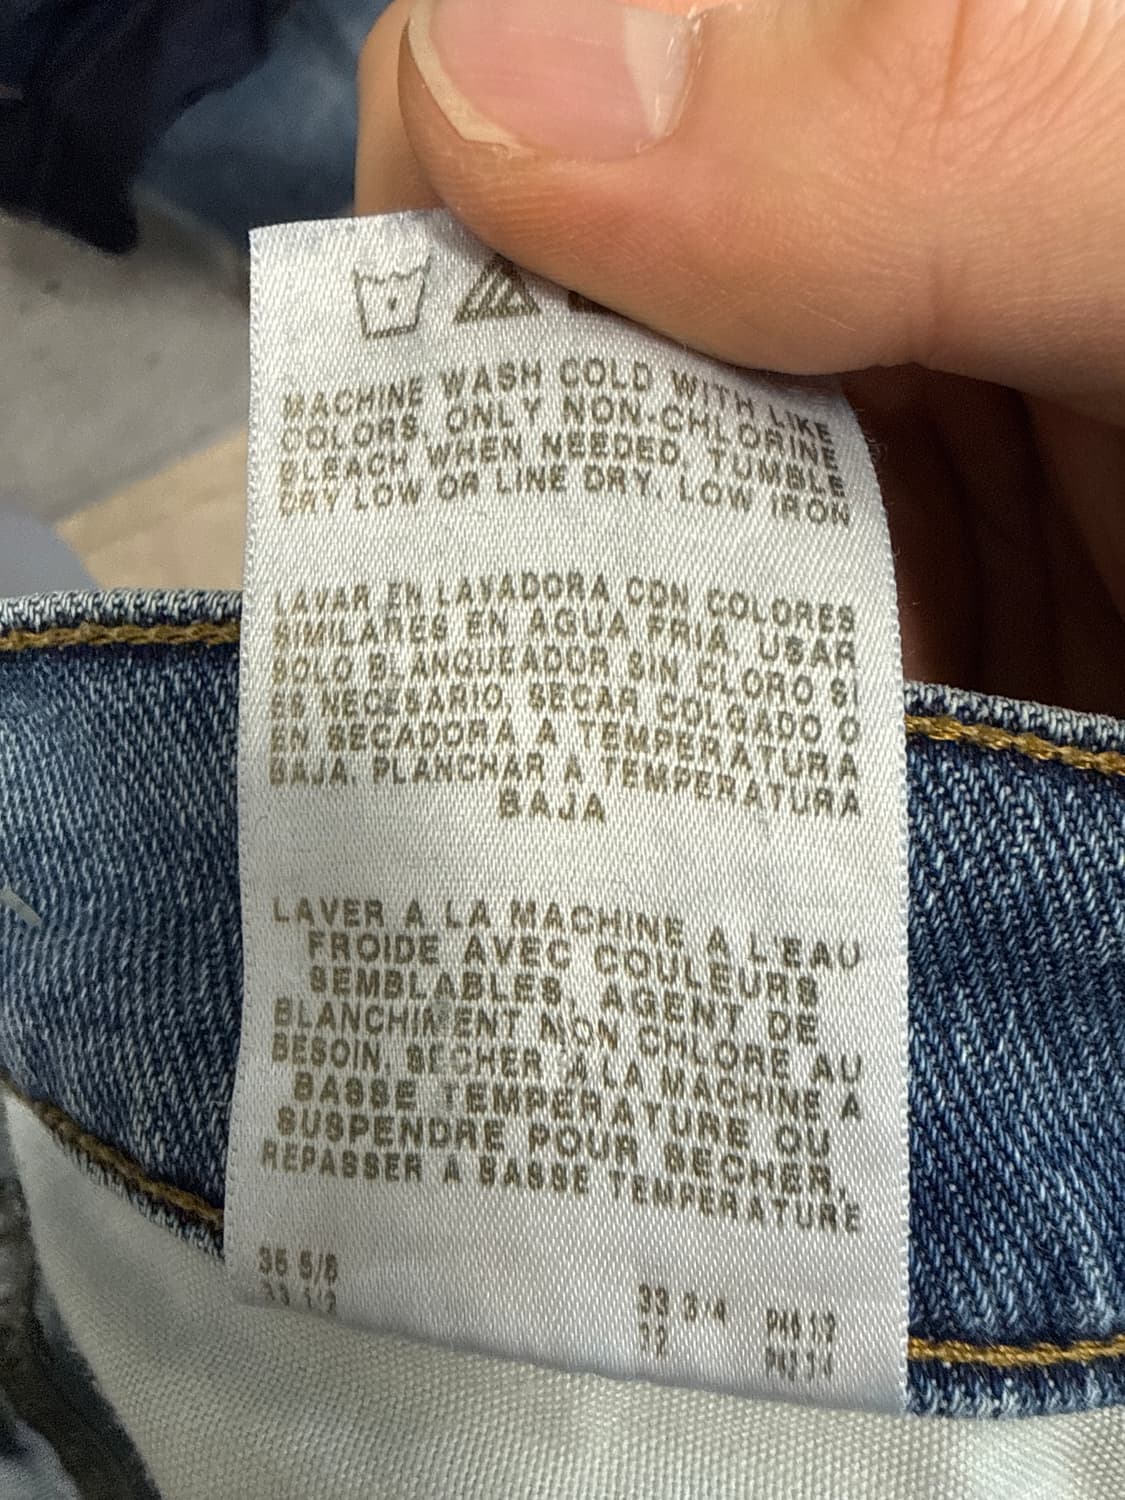 MACHINE WASH COLD WITH LIKE
COLORS, ONLY NON-CHLORINE
BLEACH WHEN NEEDED, TUMBLE
DRY LOW OR LINE DRY, LOW IRON
LAVAR EN LAVADORA CON COLORES
SIMILARES EN AGUA FRIA. USAR
SOLO BLANQUEADOR SIN CLORO SI
ES NECESARIO. SECAR COLGADO O
EN SECADORA A TEMPERATURA
BAJA. PLANCHAR A TEMPERATURA
BAJA
LAVER A LA MACHINE A L'EAU
FROIDE AVEC COULEURS
SEMBLABLES, AGENT DE
BLANCHIMENT NON CHLORE AU
BESOIN. SECHER A LA MACHINE A
BASSE TEMPERATURE OU
SUSPENDRE POUR SECHER.
REPASSER A BASSE TEMPERATURE
35 5/8 33 3/4
33 1/2 32